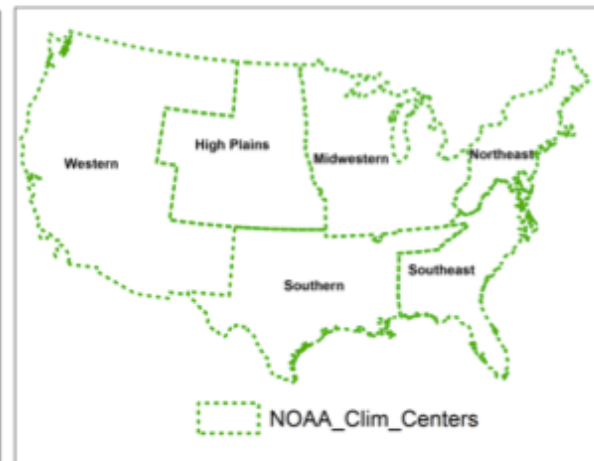 High Plains
Western
Midwestern
Northeast
Southern
Southeast
NOAA_Clim_Centers